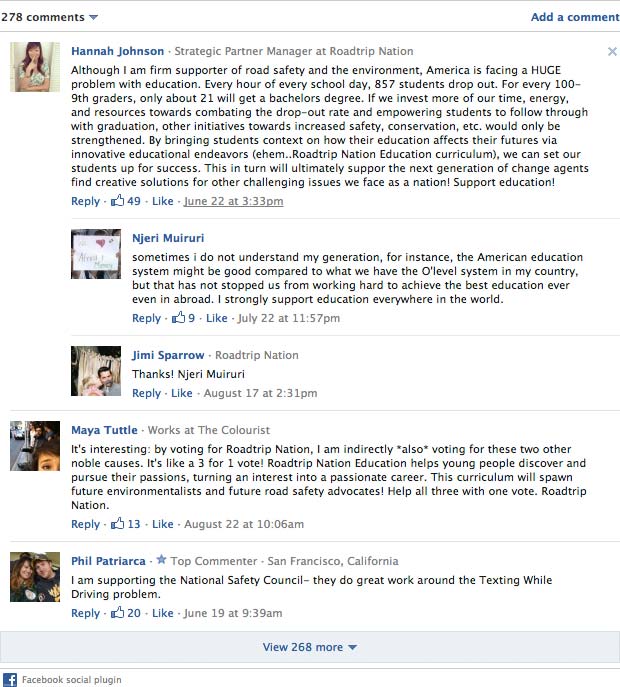 278 comments
Add a comment
Hannah Johnson · Strategic Partner Manager at Roadtrip Nation
Although I am firm supporter of road safety and the environment, America is facing a HUGE
problem with education. Every hour of every school day, 857 students drop out. For every 100-
9th graders, only about 21 will get a bachelors degree. If we invest more of our time, energy,
and resources towards combating the drop-out rate and empowering students to follow through
with graduation, other initiatives towards increased safety, conservation, etc. would only be
strengthened. By bringing students context on how their education affects their futures via
innovative educational endeavors (ehem..Roadtrip Nation Education curriculum), we can set our
students up for success. This in turn will ultimately suppor the next generation of change agents
find creative solutions for other challenging issues we face as a nation! Support education!
Reply · 49 · Like · June 22 at 3:33pm
Njeri Muiruri
sometimes i do not understand my generation, for instance, the American education
system might be good compared to what we have the O'level system in my country,
but that has not stopped us from working hard to achieve the best education ever
even in abroad. I strongly support education everywhere in the world.
Reply · 9 · Like · July 22 at 11:57pm
Jimi Sparrow · Roadtrip Nation
Thanks! Njeri Muiruri
Reply · Like · August 17 at 2:31pm
Maya Tuttle · Works at The Colourist
It's interesting: by voting for Roadtrip Nation, I am indirectly *also* voting for these two other
noble causes. It's like a 3 for 1 vote! Roadtrip Nation Education helps young people discover and
pursue their passions, turning an interest into a passionate career. This curriculum will spawn
future environmentalists and future road safety advocates! Help all three with one vote. Roadtrip
Nation.
Reply · 13 · Like · August 22 at 10:06am
Phil Patriarca · Top Commenter · San Francisco, California
I am supporting the National Safety Council- they do great work around the Texting While
Driving problem.
Reply · 20 · Like · June 19 at 9:39am
View 268 more
Facebook social plugin